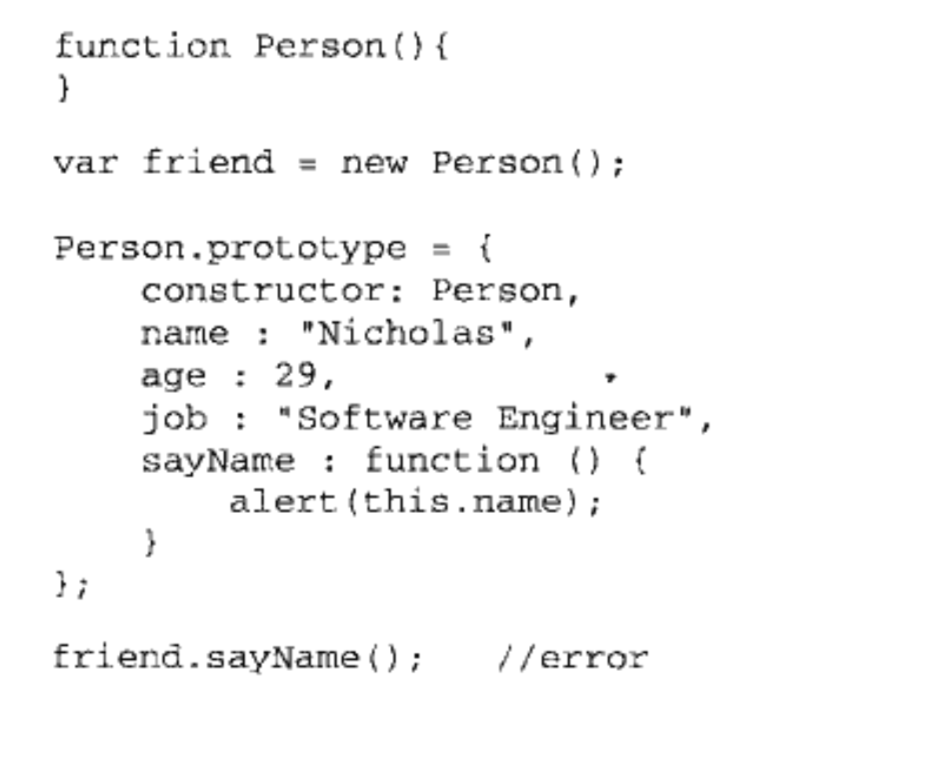 function Person(){
}
var friend = new Person();
Person.prototype = {
    constructor: Person,
    name : "Nicholas",
    age : 29,
    job : "Software Engineer",
    sayName : function () {
        alert(this.name);
    }
};
friend.sayName();   //error